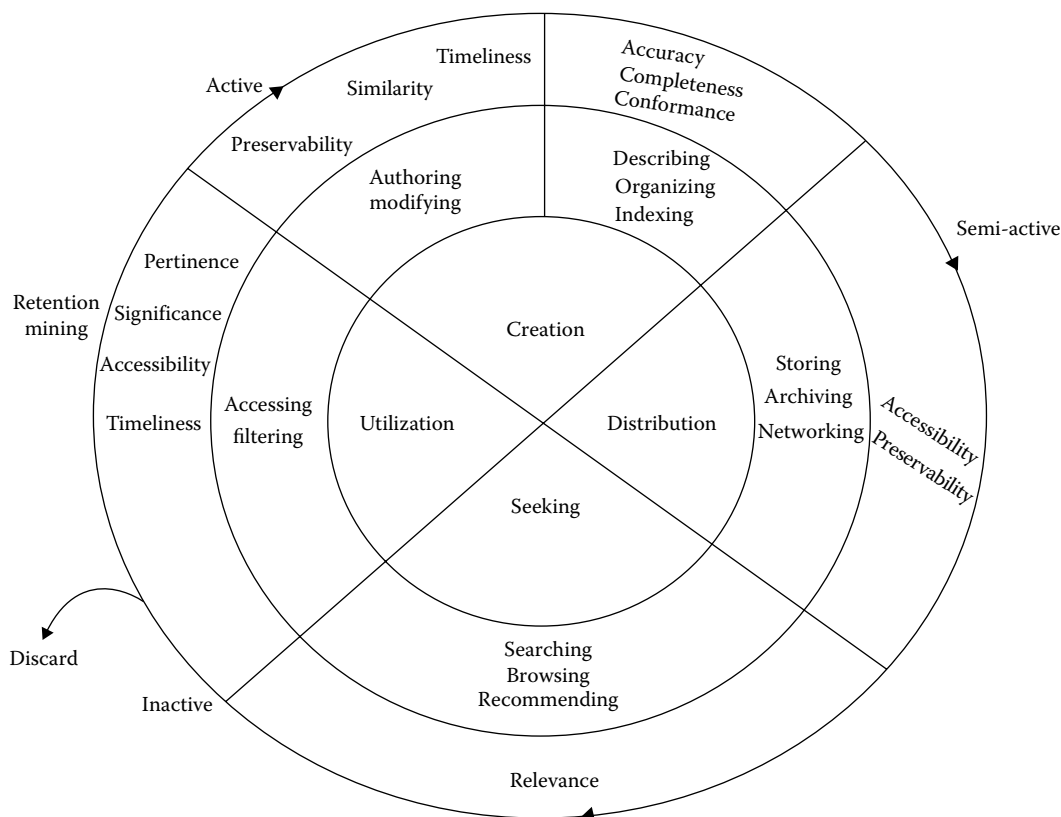 Timeliness
Similarity
Preservability
Active
Accuracy
Completeness
Conformance
Authoring
modifying
Describing
Organizing
Indexing
Semi-active
Pertinence
Significance
Accessibility
Timeliness
Retention
mining
Creation
Accessing
filtering
Utilization
Distribution
Storing
Archiving
Networking
Accessibility
Preservability
Seeking
Discard
Inactive
Searching
Browsing
Recommending
Relevance